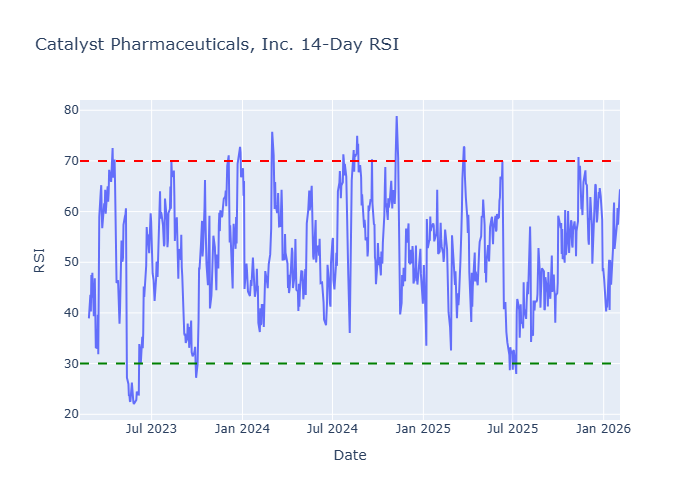 Catalyst Pharmaceuticals, Inc. 14-Day RSI
80
70
60
50
40
30
20
RSI
Jul 2023
Jan 2024
Jul 2024
Jan 2025
Jul 2025
Jan 2026
Date